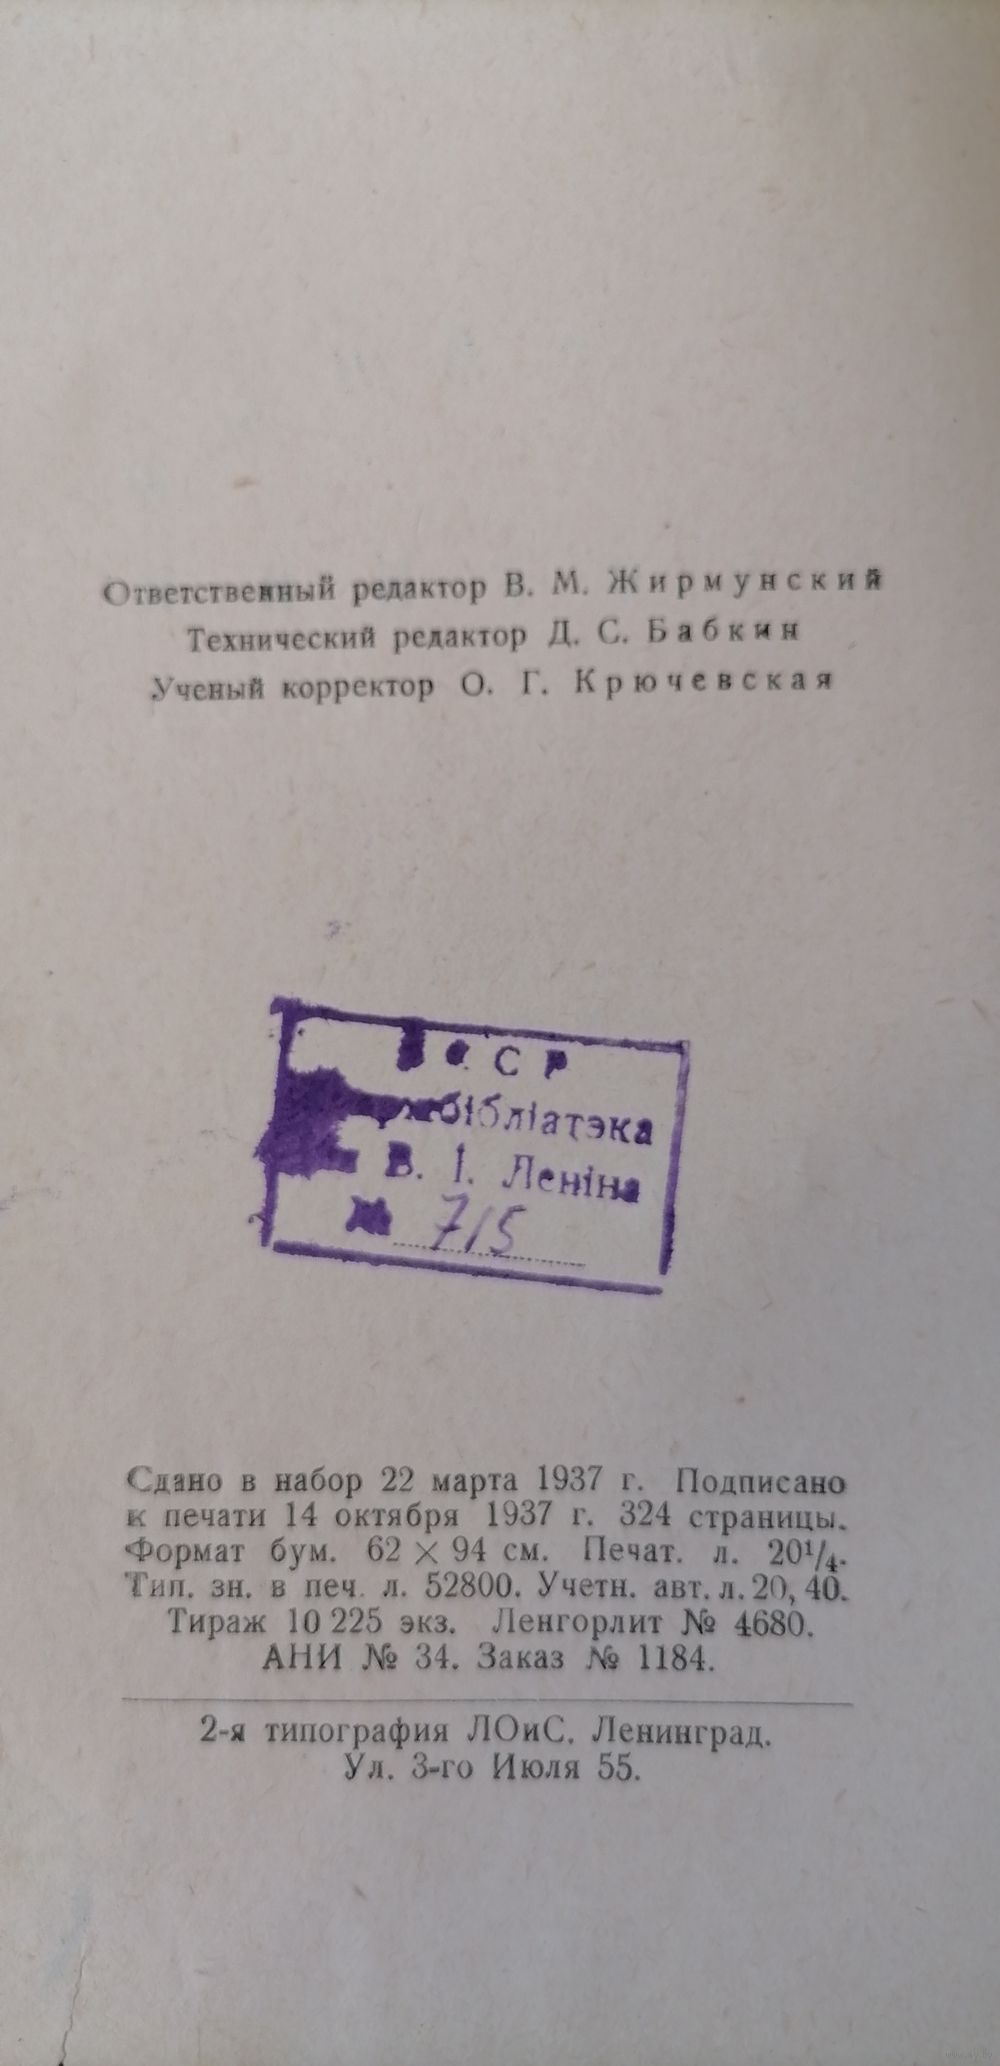 Ответственный редактор В. М. Жирмунский
Технический редактор Д. С. Бабкин
Ученый корректор О. Г. Крючевская
С Р
В. І. Леніна
№ 715
Сдано в набор 22 марта 1937 г. Подписано
к печати 14 октября 1937 г. 324 страницы.
Формат бум. 62 × 94 см. Печат. л. 20¹/₄.
Тип. зн. в печ. л. 52800. Учетн. авт. л. 20, 40.
Тираж 10 225 экз. Ленгорлит № 4680.
АНИ № 34. Заказ № 1184.
2-я типография ЛОиС. Ленинград.
Ул. 3-го Июля 55.